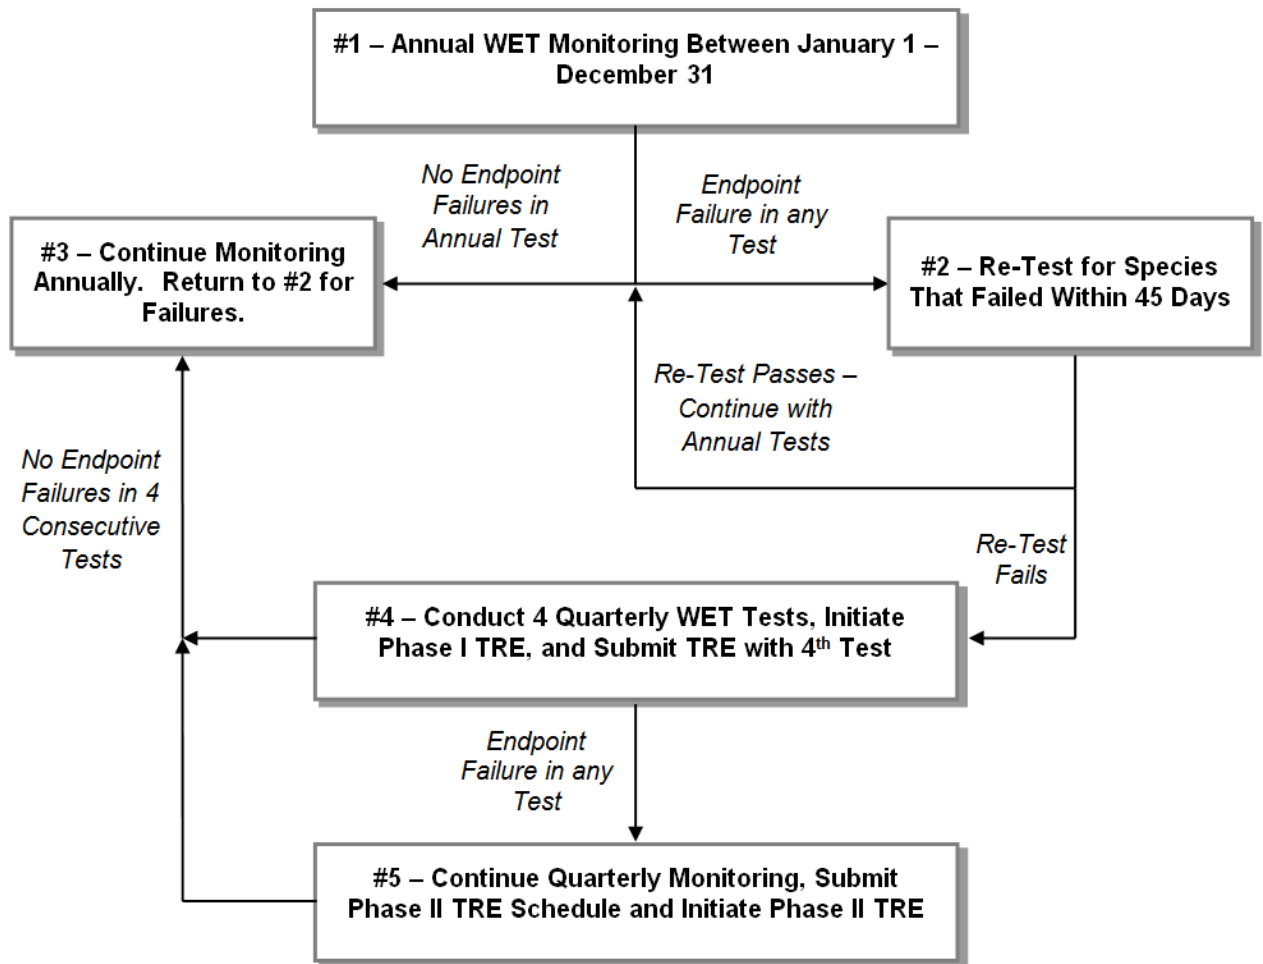 #1 – Annual WET Monitoring Between January 1 –
December 31
No Endpoint
Failures in
Annual Test
Endpoint
Failure in any
Test
#3 – Continue Monitoring
Annually. Return to #2 for
Failures.
#2 – Re-Test for Species
That Failed Within 45 Days
Re-Test Passes –
Continue with
Annual Tests
No Endpoint
Failures in 4
Consecutive
Tests
Re-Test
Fails
#4 – Conduct 4 Quarterly WET Tests, Initiate
Phase I TRE, and Submit TRE with 4th Test
Endpoint
Failure in any
Test
#5 – Continue Quarterly Monitoring, Submit
Phase II TRE Schedule and Initiate Phase II TRE